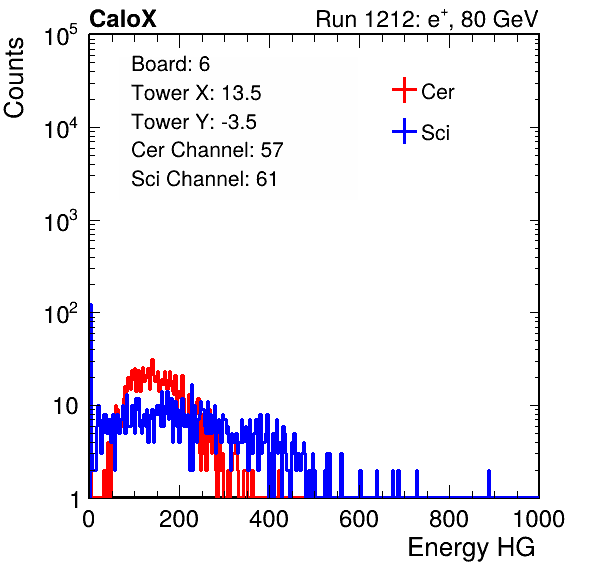 CaloX Run 1212: e⁺, 80 GeV
Counts
10⁵
10⁴
10³
10²
10
1
Board: 6
Tower X: 13.5
Tower Y: -3.5
Cer Channel: 57
Sci Channel: 61
Cer
Sci
0 200 400 600 800 1000
Energy HG